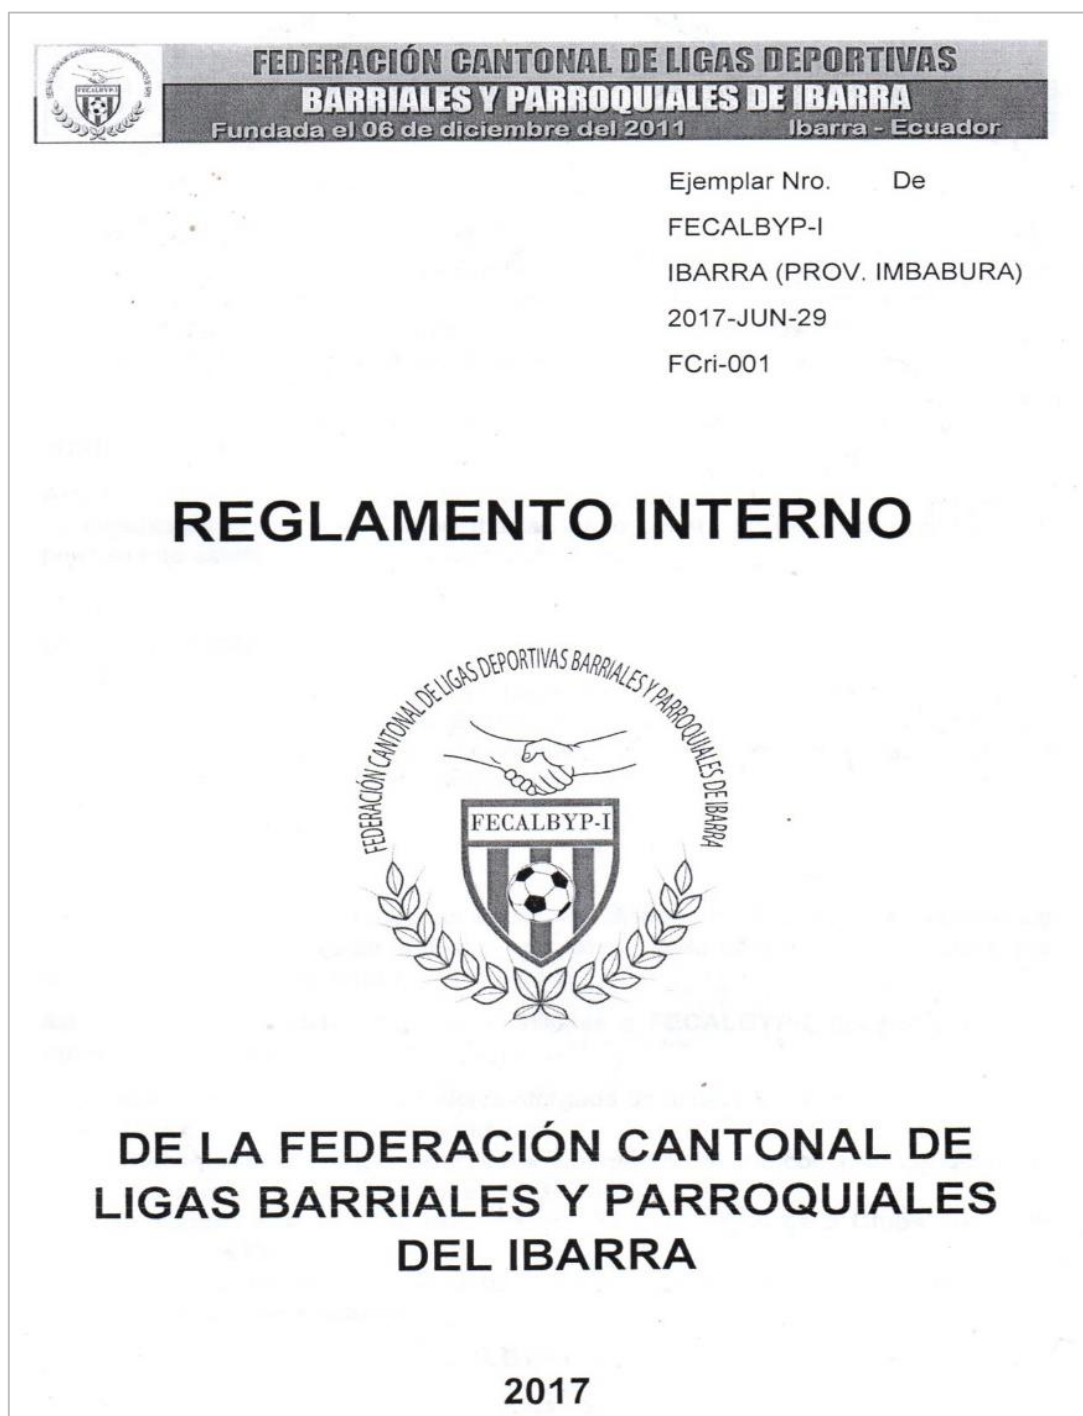 FEDERACIÓN CANTONAL DE LIGAS DEPORTIVAS
BARRIALES Y PARROQUIALES DE IBARRA
Fundada el 06 de diciembre del 2011 Ibarra - Ecuador
FECALBYP-I
Ejemplar Nro. De
FECALBYP-I
IBARRA (PROV. IMBABURA)
2017-JUN-29
FCri-001
REGLAMENTO INTERNO
FEDERACIÓN CANTONAL DE LIGAS DEPORTIVAS BARRIALES Y PARROQUIALES DE IBARRA
FECALBYP-I
DE LA FEDERACIÓN CANTONAL DE
LIGAS BARRIALES Y PARROQUIALES
DEL IBARRA
2017